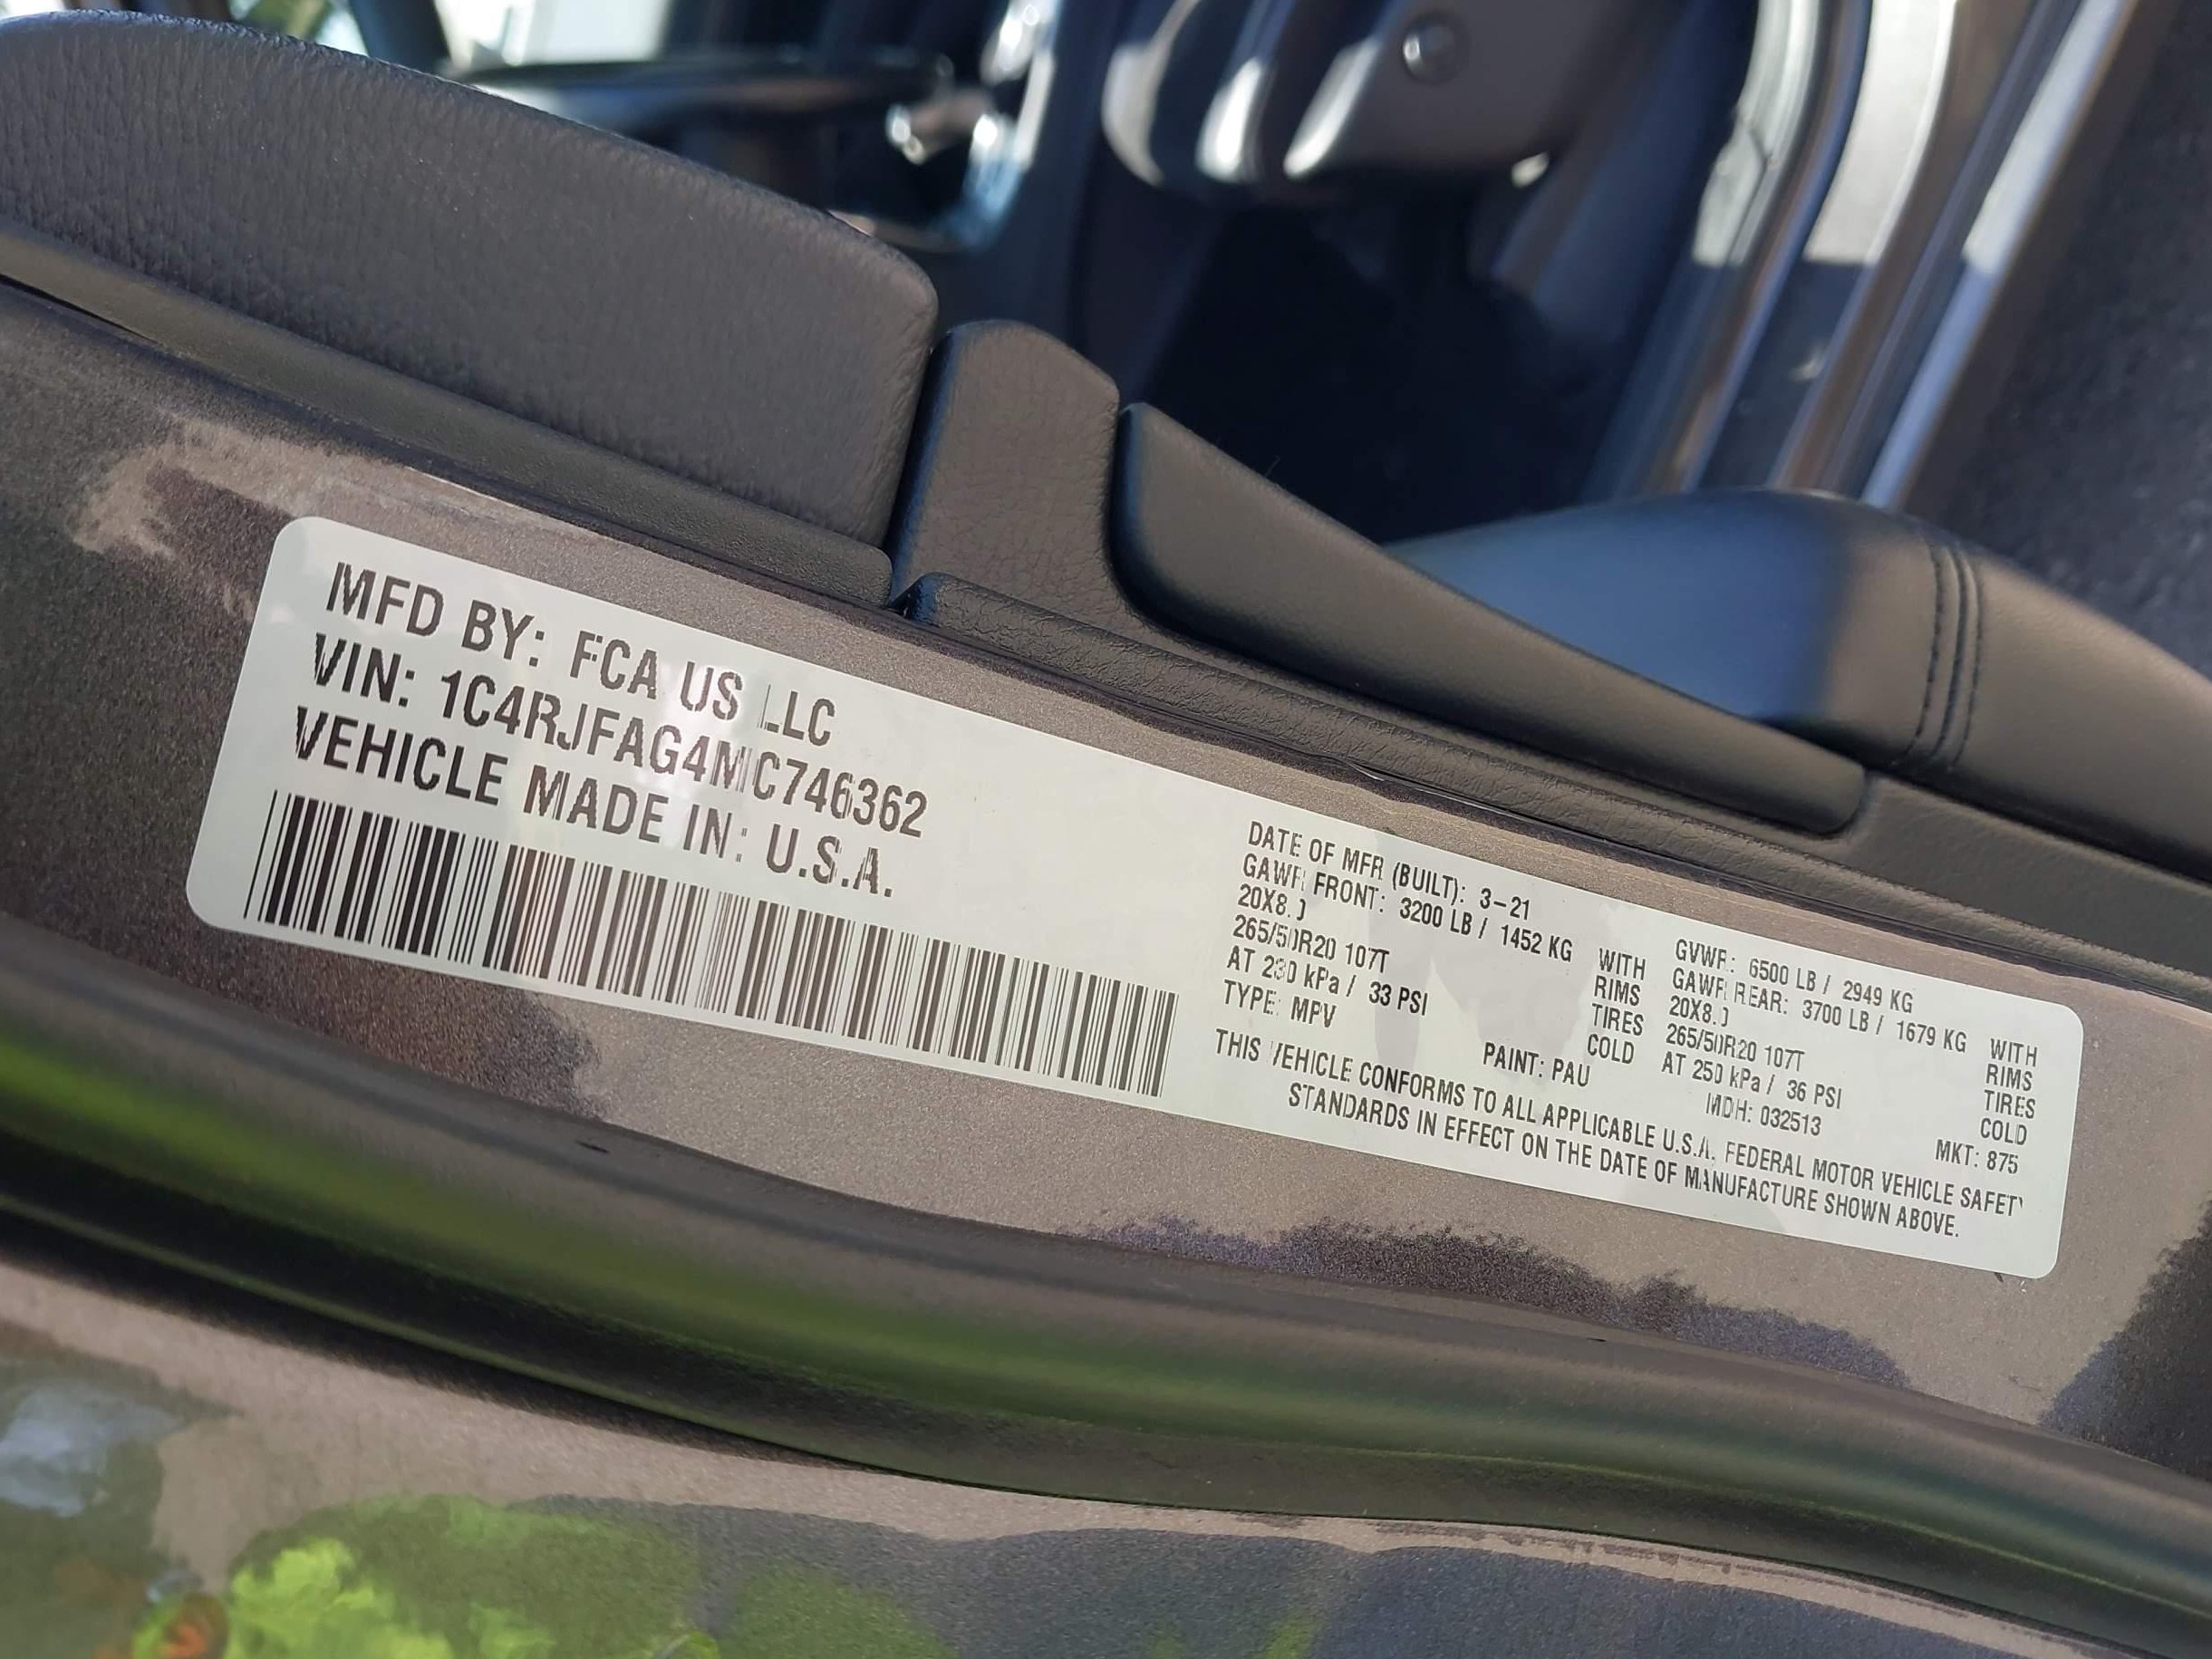 MFD BY: FCA US LLC
VIN: 1C4RJFAG4MC746362
VEHICLE MADE IN: U.S.A.
DATE OF MFR (BUILT): 3-21
GAWR FRONT: 3200 LB / 1452 KG WITH
20X8.0 RIMS
265/50R20 107T TIRES
AT 230 kPa / 33 PSI COLD
TYPE: MPV PAINT: PAU
GVWR: 6500 LB / 2949 KG
GAWR REAR: 3700 LB / 1679 KG WITH
20X8.0 RIMS
265/50R20 107T TIRES
AT 250 kPa / 36 PSI COLD
MDH: 032513 MKT: 875
THIS VEHICLE CONFORMS TO ALL APPLICABLE U.S.A. FEDERAL MOTOR VEHICLE SAFETY
STANDARDS IN EFFECT ON THE DATE OF MANUFACTURE SHOWN ABOVE.